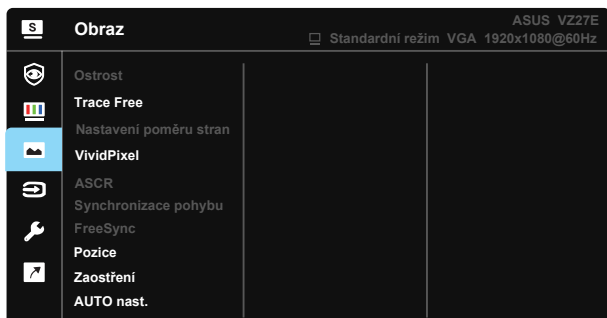 S
Obraz
ASUS VZ27E
Standardní režim VGA 1920x1080@60Hz
Ostrost
Trace Free
Nastavení poměru stran
VividPixel
ASCR
Synchronizace pohybu
FreeSync
Pozice
Zaostření
AUTO nast.